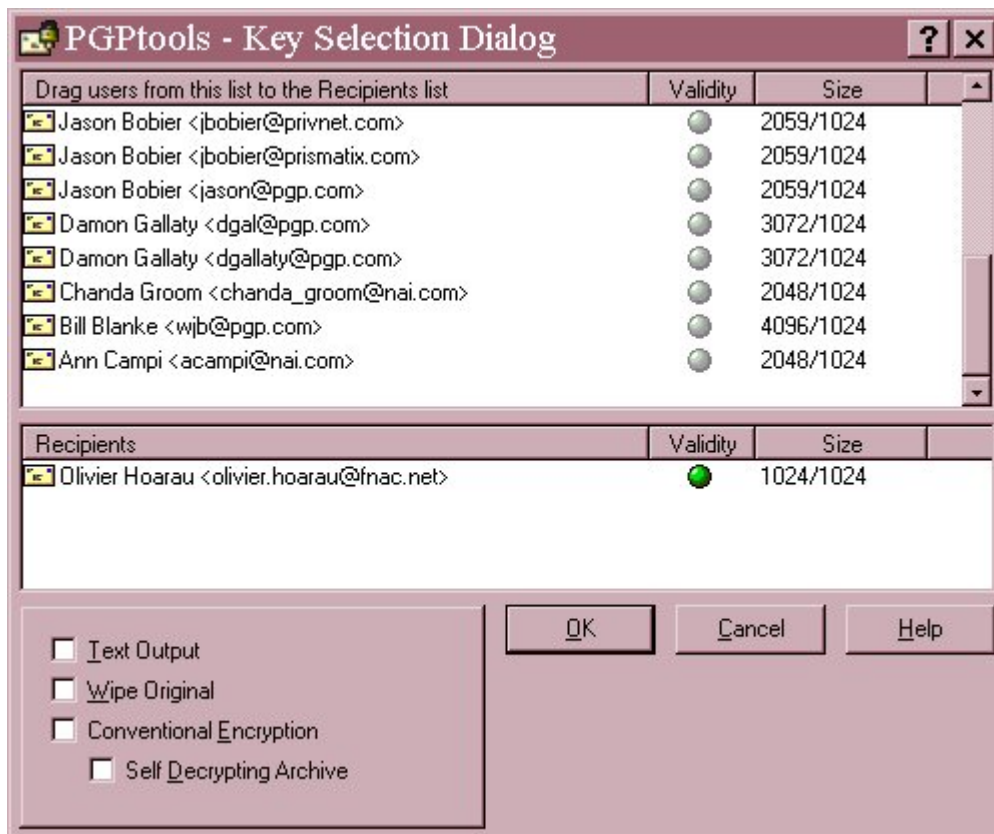 PGPtools - Key Selection Dialog
Drag users from this list to the Recipients list Validity Size
Jason Bobier <jbobier@privnet.com> 2059/1024
Jason Bobier <jbobier@prismatix.com> 2059/1024
Jason Bobier <jason@pgp.com> 2059/1024
Damon Gallaty <dgal@pgp.com> 3072/1024
Damon Gallaty <dgallaty@pgp.com> 3072/1024
Chanda Groom <chanda_groom@nai.com> 2048/1024
Bill Blanke <wjb@pgp.com> 4096/1024
Ann Campi <acampi@nai.com> 2048/1024
Recipients Validity Size
Olivier Hoarau <olivier.hoarau@fnac.net> 1024/1024
OK Cancel Help
Text Output
Wipe Original
Conventional Encryption
Self Decrypting Archive